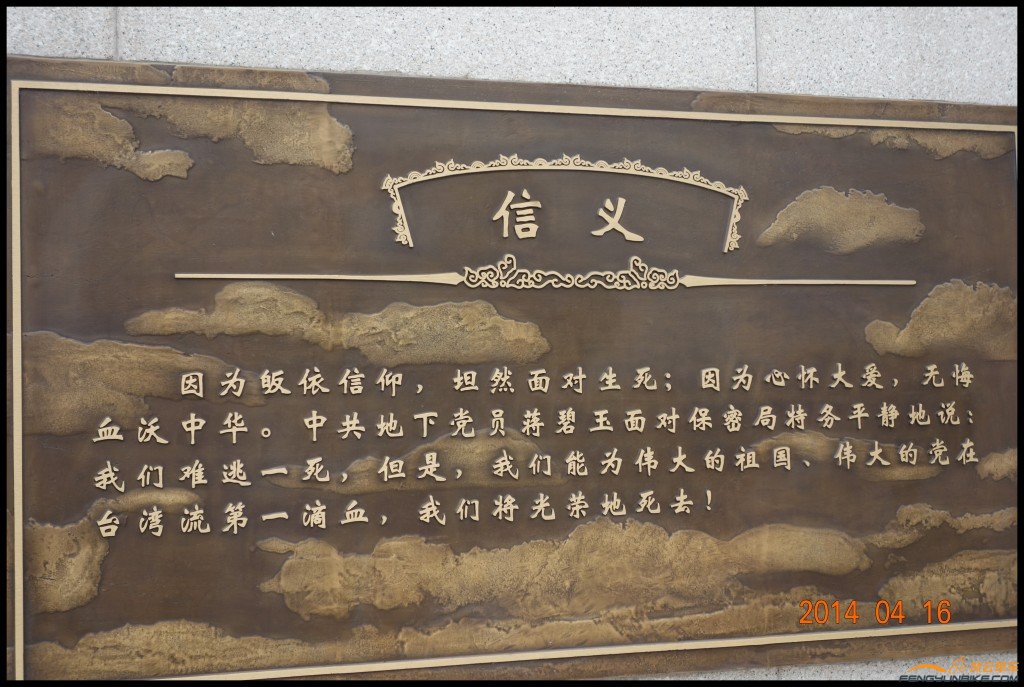 信义
因为皈依信仰，坦然面对生死；因为心怀大爱，无悔
血沃中华。中共地下党员蒋碧玉面对保密局特务平静地说：
我们难逃一死，但是，我们能为伟大的祖国、伟大的党在
台湾流第一滴血，我们将光荣地死去！
2014 04 16
FENGYUNBIKE.COM